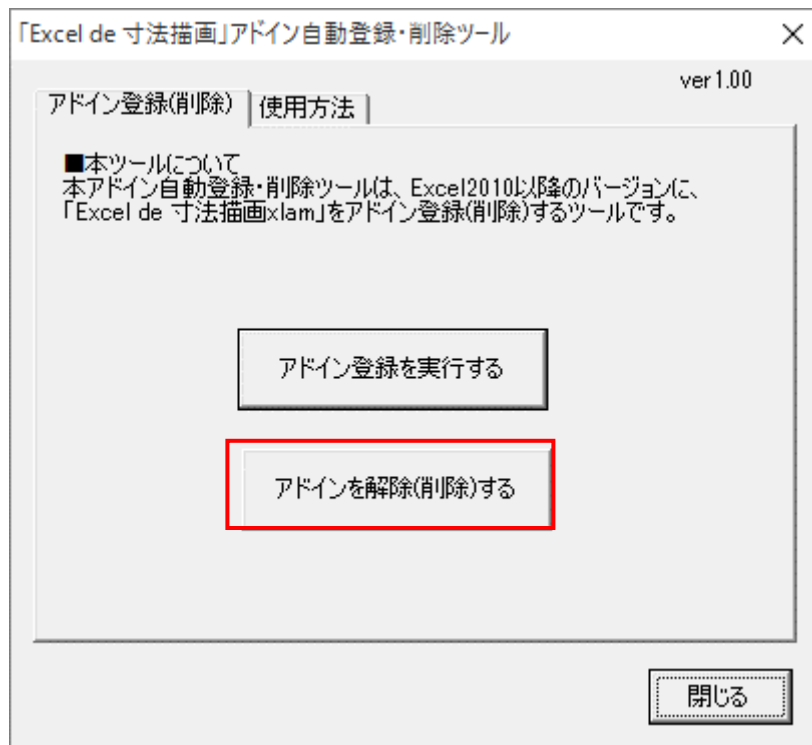 「Excel de 寸法描画」アドイン自動登録・削除ツール
ver1.00
アドイン登録(削除)
使用方法
■本ツールについて
本アドイン自動登録・削除ツールは、Excel2010以降のバージョンに、
「Excel de 寸法描画xlam」をアドイン登録(削除)するツールです。
アドイン登録を実行する
アドインを解除(削除)する
閉じる